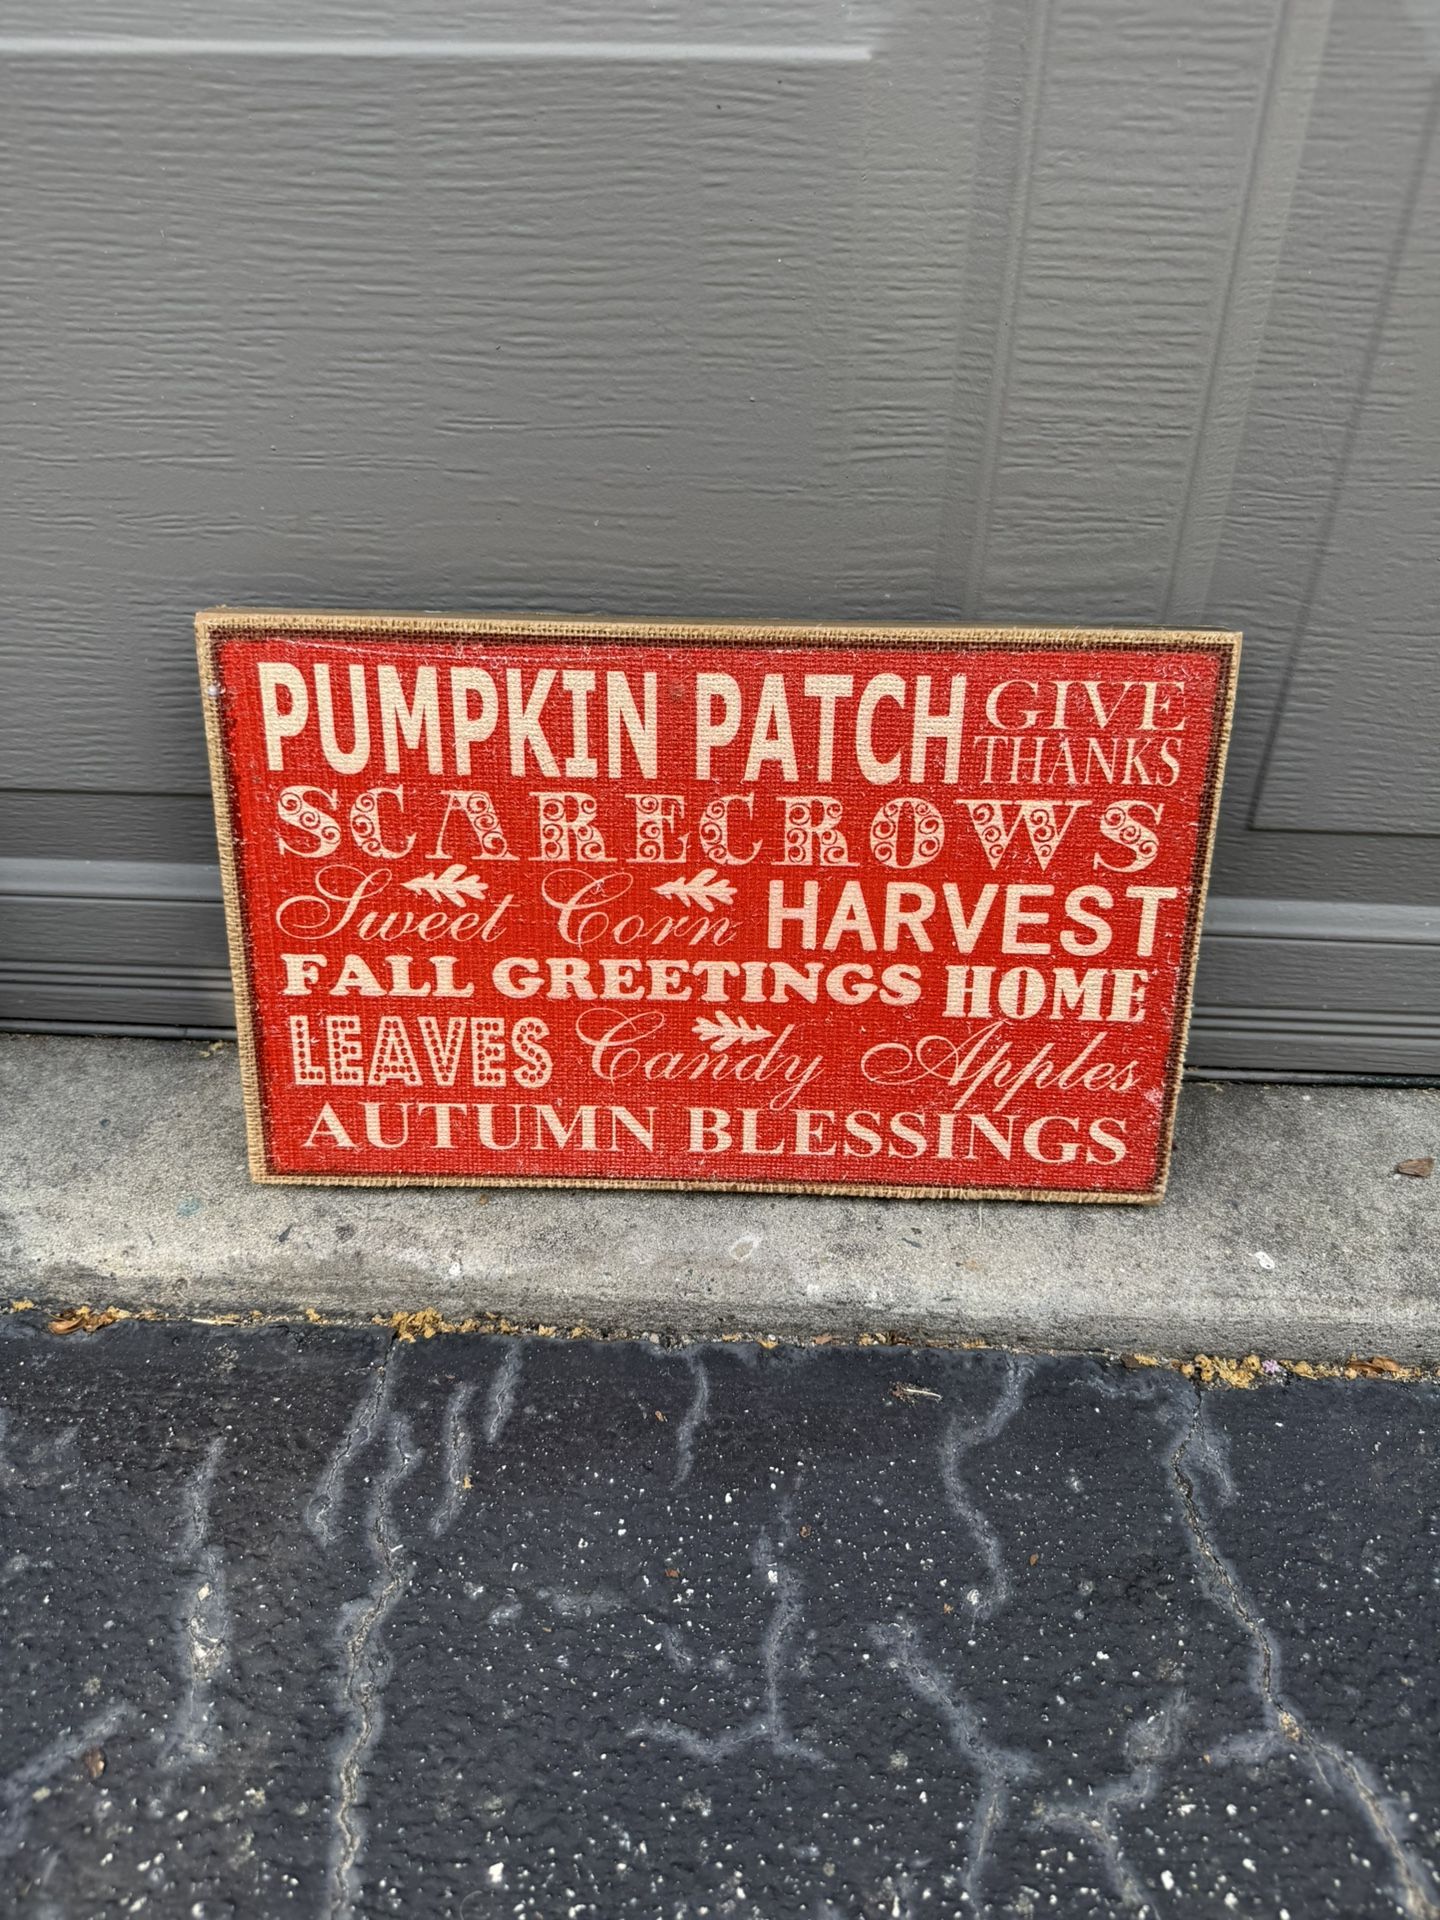 PUMPKIN PATCH GIVE THANKS
SCARECROWS
Sweet Corn HARVEST
FALL GREETINGS HOME
LEAVES Candy Apples
AUTUMN BLESSINGS